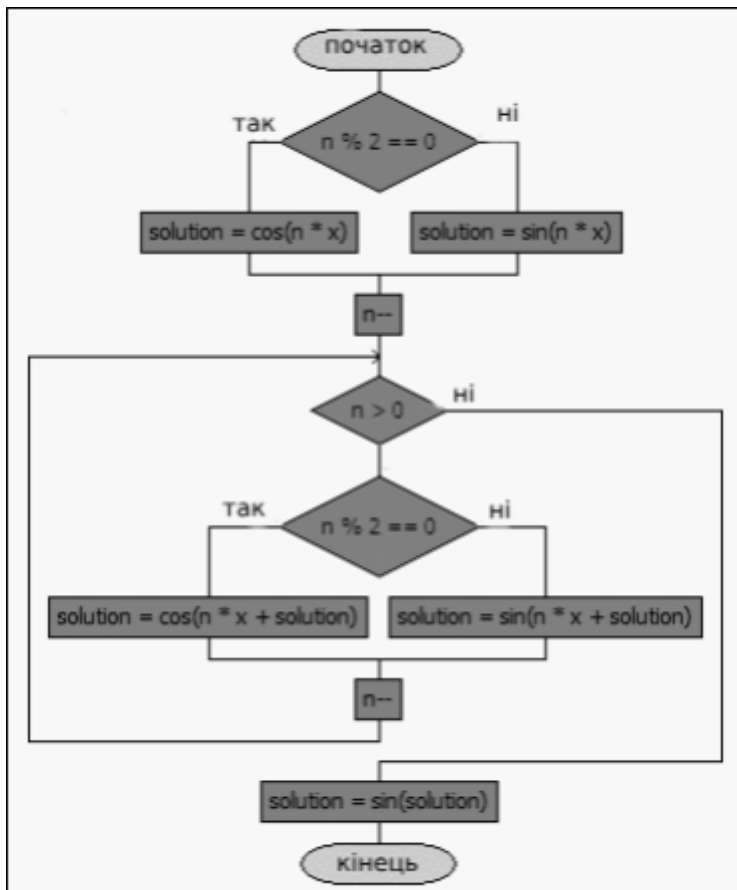 початок
так
ні
n % 2 == 0
solution = cos(n * x)
solution = sin(n * x)
n--
n > 0
ні
так
ні
n % 2 == 0
solution = cos(n * x + solution)
solution = sin(n * x + solution)
n--
solution = sin(solution)
кінець